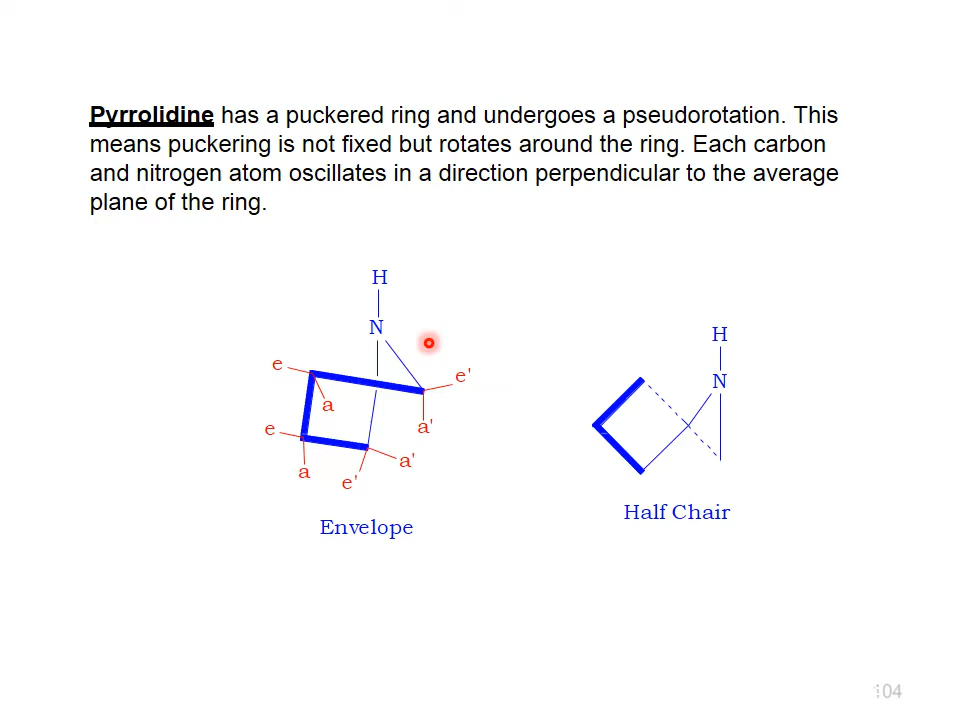 Pyrrolidine has a puckered ring and undergoes a pseudorotation. This
means puckering is not fixed but rotates around the ring. Each carbon
and nitrogen atom oscillates in a direction perpendicular to the average
plane of the ring.
H
N
e
e'
a
a'
e
a
a'
e'
Envelope
H
N
Half Chair
104